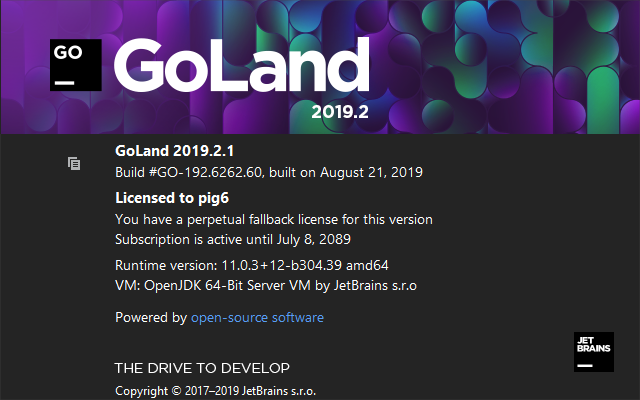 GO
GoLand
2019.2
GoLand 2019.2.1
Build #GO-192.6262.60, built on August 21, 2019
Licensed to pig6
You have a perpetual fallback license for this version
Subscription is active until July 8, 2089
Runtime version: 11.0.3+12-b304.39 amd64
VM: OpenJDK 64-Bit Server VM by JetBrains s.r.o
Powered by open-source software
JET
BRAINS
THE DRIVE TO DEVELOP
Copyright © 2017–2019 JetBrains s.r.o.